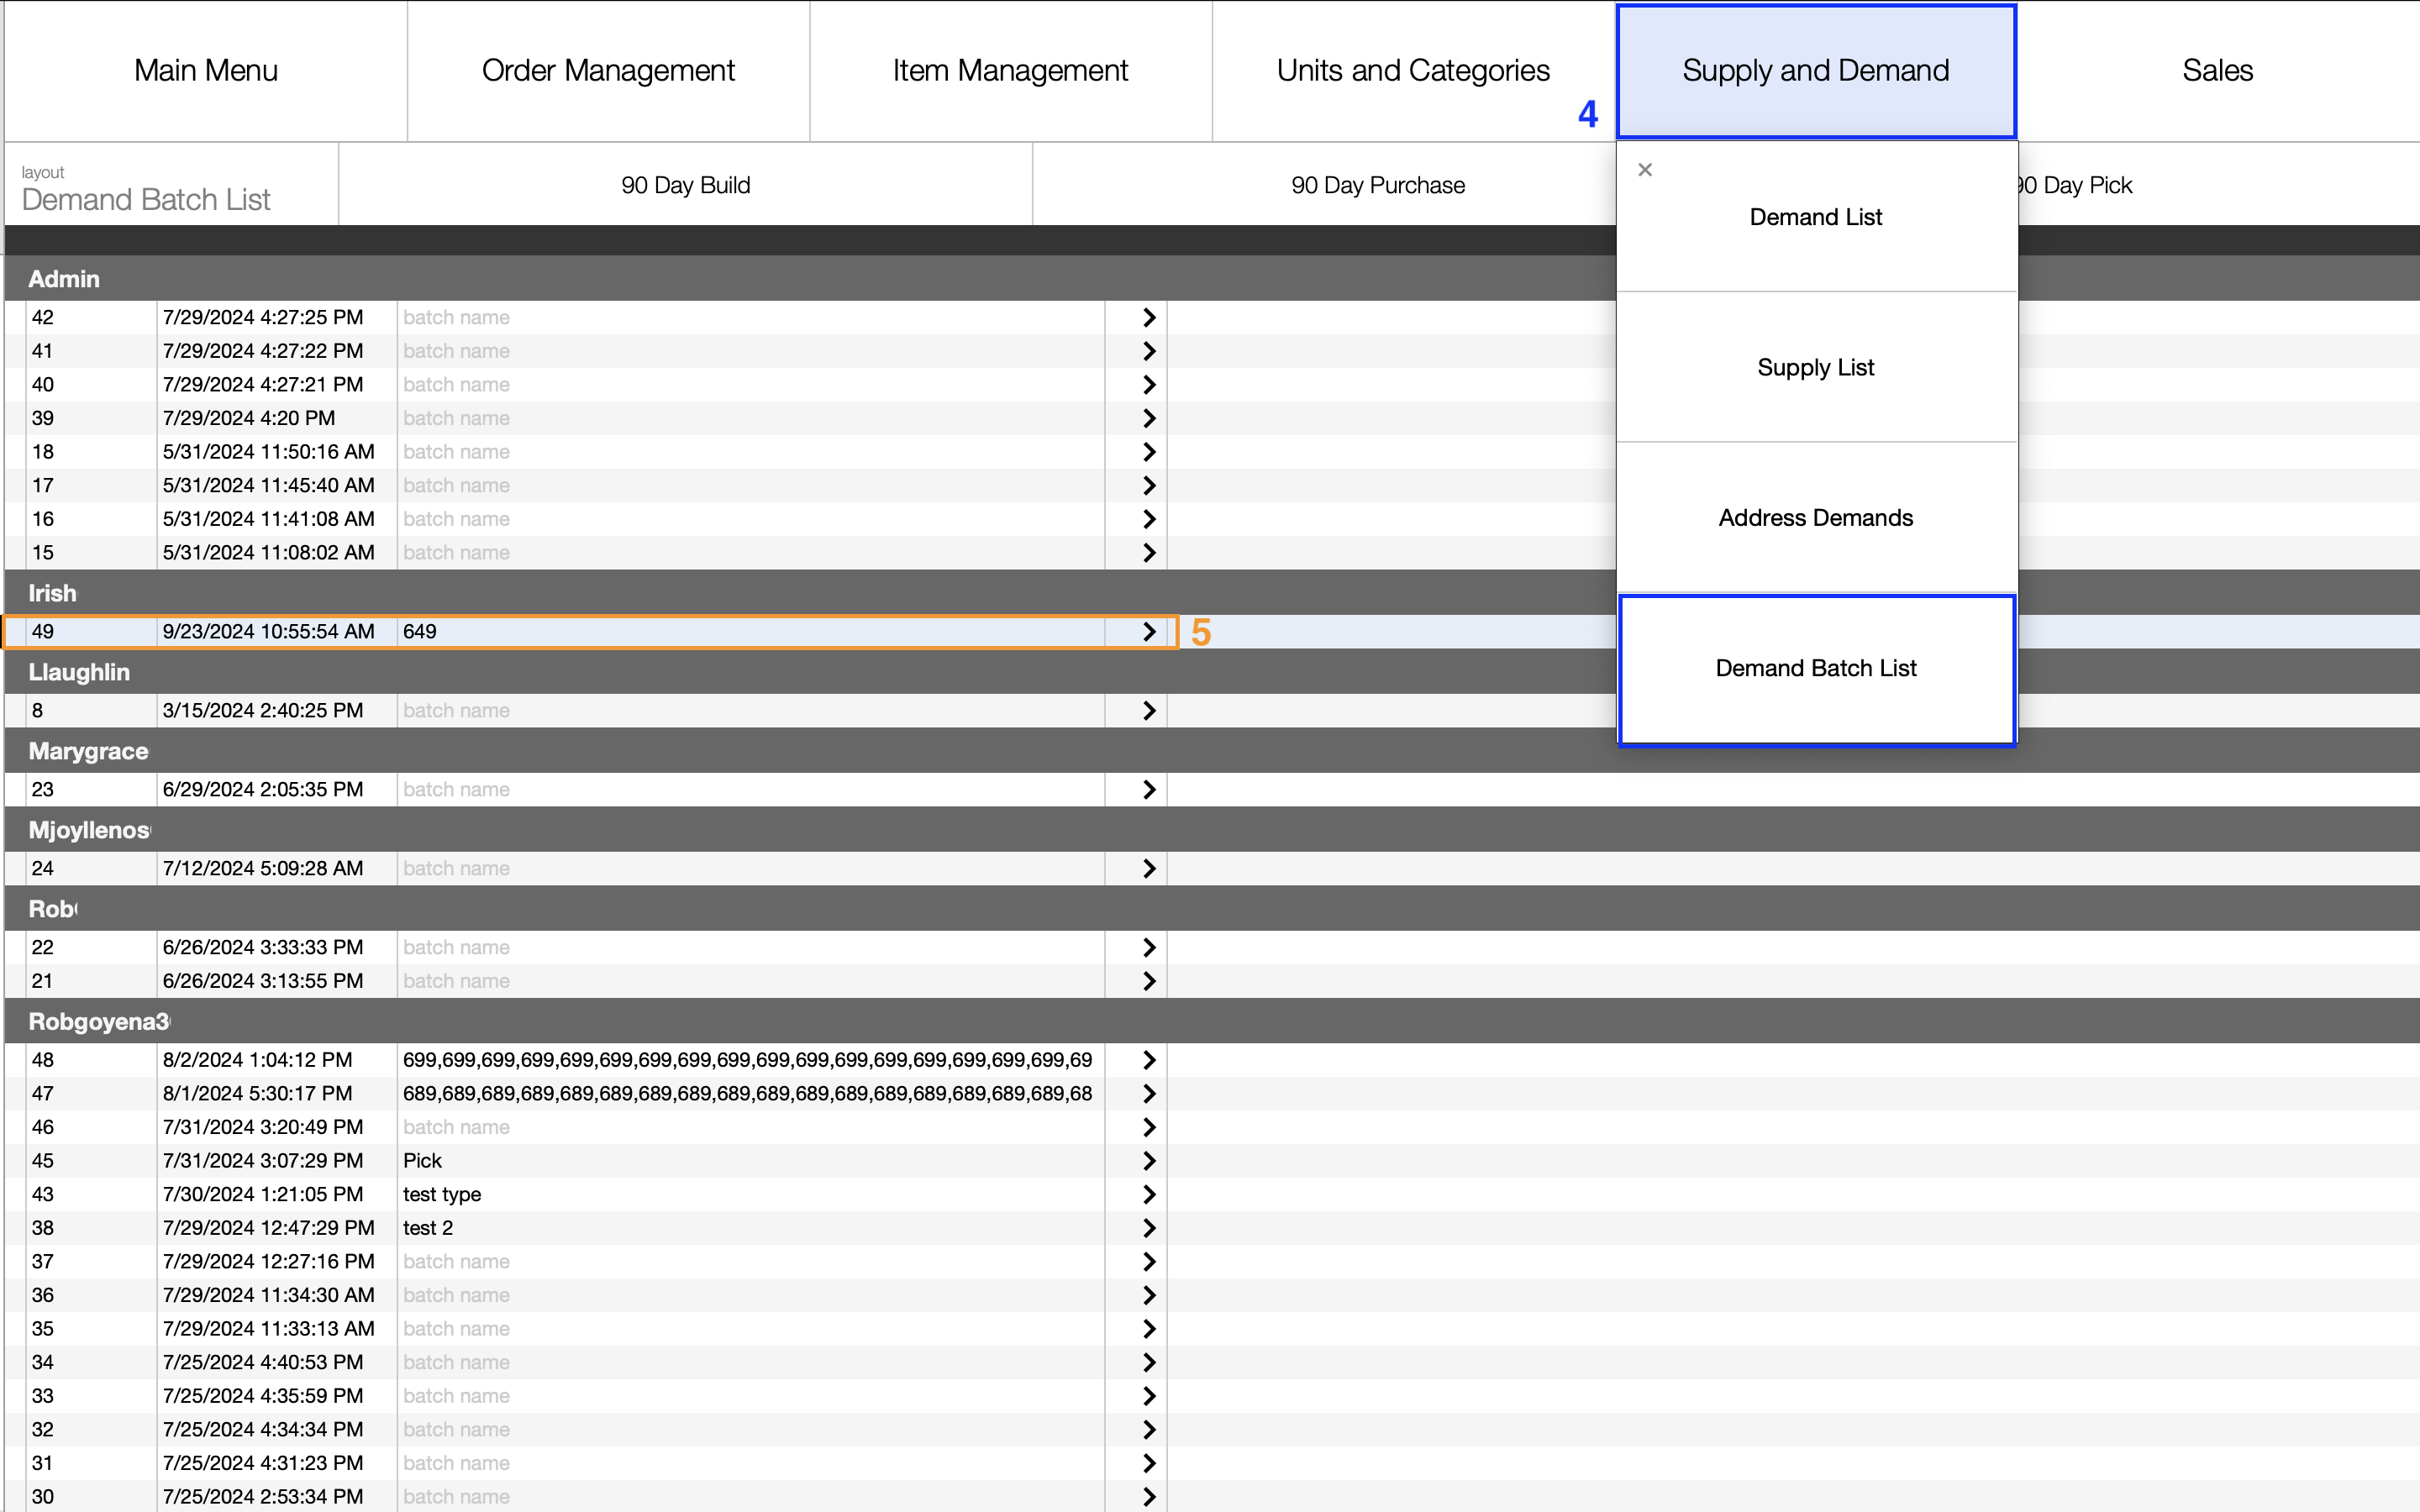 Main Menu Order Management Item Management Units and Categories Supply and Demand Sales
4
layout
Demand Batch List 90 Day Build 90 Day Purchase 90 Day Pick
×
Demand List
Supply List
Address Demands
Demand Batch List
Admin
42 7/29/2024 4:27:25 PM batch name
41 7/29/2024 4:27:22 PM batch name
40 7/29/2024 4:27:21 PM batch name
39 7/29/2024 4:20 PM batch name
18 5/31/2024 11:50:16 AM batch name
17 5/31/2024 11:45:40 AM batch name
16 5/31/2024 11:41:08 AM batch name
15 5/31/2024 11:08:02 AM batch name
Irish
49 9/23/2024 10:55:54 AM 649 5
Llaughlin
8 3/15/2024 2:40:25 PM batch name
Marygrace
23 6/29/2024 2:05:35 PM batch name
Mjoyllenos
24 7/12/2024 5:09:28 AM batch name
Rob
22 6/26/2024 3:33:33 PM batch name
21 6/26/2024 3:13:55 PM batch name
Robgoyena3
48 8/2/2024 1:04:12 PM 699,699,699,699,699,699,699,699,699,699,699,699,699,699,699,699,699,69
47 8/1/2024 5:30:17 PM 689,689,689,689,689,689,689,689,689,689,689,689,689,689,689,689,689,68
46 7/31/2024 3:20:49 PM batch name
45 7/31/2024 3:07:29 PM Pick
43 7/30/2024 1:21:05 PM test type
38 7/29/2024 12:47:29 PM test 2
37 7/29/2024 12:27:16 PM batch name
36 7/29/2024 11:34:30 AM batch name
35 7/29/2024 11:33:13 AM batch name
34 7/25/2024 4:40:53 PM batch name
33 7/25/2024 4:35:59 PM batch name
32 7/25/2024 4:34:34 PM batch name
31 7/25/2024 4:31:23 PM batch name
30 7/25/2024 2:53:34 PM batch name